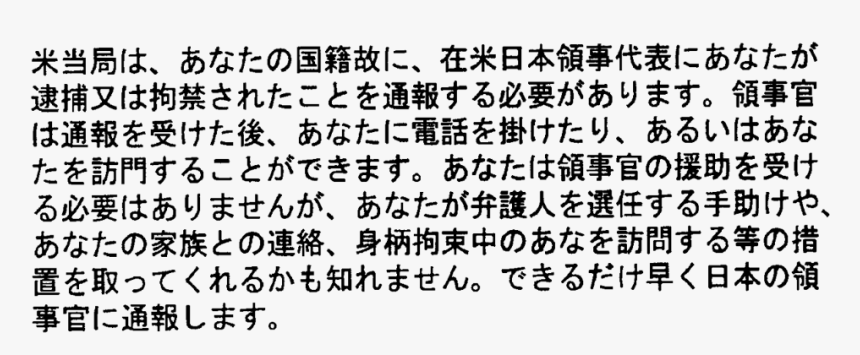 米当局は、あなたの国籍故に、在米日本領事代表にあなたが
逮捕又は拘禁されたことを通報する必要があります。領事官
は通報を受けた後、あなたに電話を掛けたり、あるいはあな
たを訪門することができます。あなたは領事官の援助を受け
る必要はありませんが、あなたが弁護人を選任する手助けや、
あなたの家族との連絡、身柄拘束中のあなを訪問する等の措
置を取ってくれるかも知れません。できるだけ早く日本の領
事官に通報します。